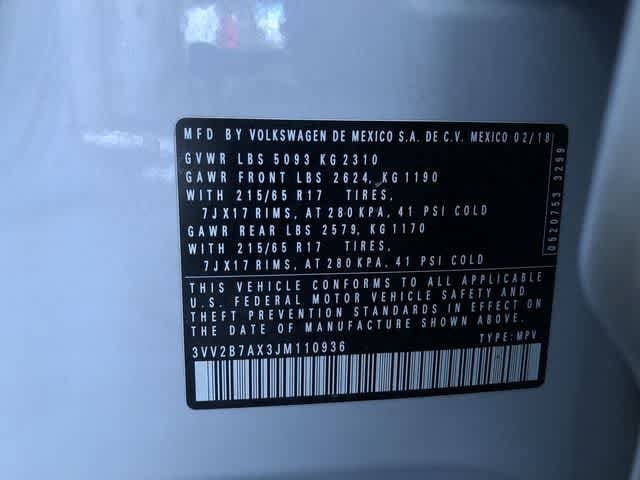 MFD BY VOLKSWAGEN DE MEXICO S.A. DE C.V. MEXICO 02/18
GVWR LBS 5093 KG 2310
GAWR FRONT LBS 2624, KG 1190
WITH 215/65 R17 TIRES,
7JX17 RIMS, AT 280 KPA, 41 PSI COLD
GAWR REAR LBS 2579, KG 1170
WITH 215/65 R17 TIRES,
7JX17 RIMS, AT 280 KPA, 41 PSI COLD
0520753 3299
THIS VEHICLE CONFORMS TO ALL APPLICABLE
U.S. FEDERAL MOTOR VEHICLE SAFETY AND
THEFT PREVENTION STANDARDS IN EFFECT ON
THE DATE OF MANUFACTURE SHOWN ABOVE.
3VV2B7AX3JM110936 TYPE: MPV